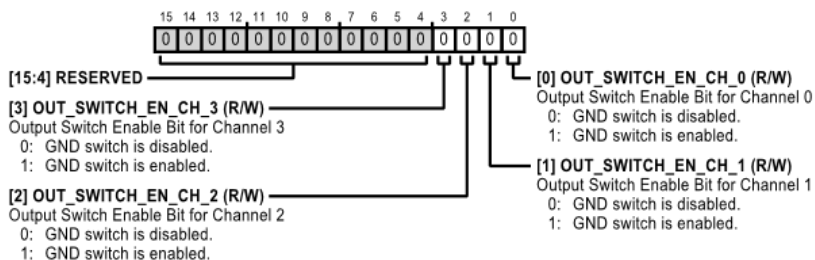 15 14 13 12 11 10 9 8 7 6 5 4 3 2 1 0
0 0 0 0 0 0 0 0 0 0 0 0 0 0 0 0
[15:4] RESERVED
[3] OUT_SWITCH_EN_CH_3 (R/W)
Output Switch Enable Bit for Channel 3
0: GND switch is disabled.
1: GND switch is enabled.
[2] OUT_SWITCH_EN_CH_2 (R/W)
Output Switch Enable Bit for Channel 2
0: GND switch is disabled.
1: GND switch is enabled.
[0] OUT_SWITCH_EN_CH_0 (R/W)
Output Switch Enable Bit for Channel 0
0: GND switch is disabled.
1: GND switch is enabled.
[1] OUT_SWITCH_EN_CH_1 (R/W)
Output Switch Enable Bit for Channel 1
0: GND switch is disabled.
1: GND switch is enabled.